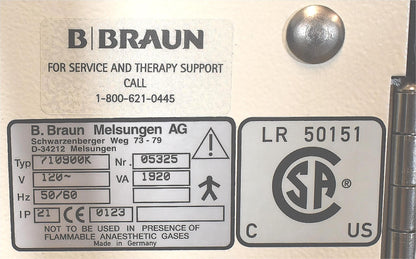 B|BRAUN
FOR SERVICE AND THERAPY SUPPORT
CALL
1-800-621-0445
B. Braun Melsungen AG
Schwarzenberger Weg 73 - 79
D-34212 Melsungen
Typ 710900K Nr. 05325
V 120~ VA 1920
Hz 50/60
IP 21 CE 0123
NOT TO BE USED IN PRESENCE OF
FLAMMABLE ANAESTHETIC GASES
Made in Germany
LR 50151
CSA ®
C US